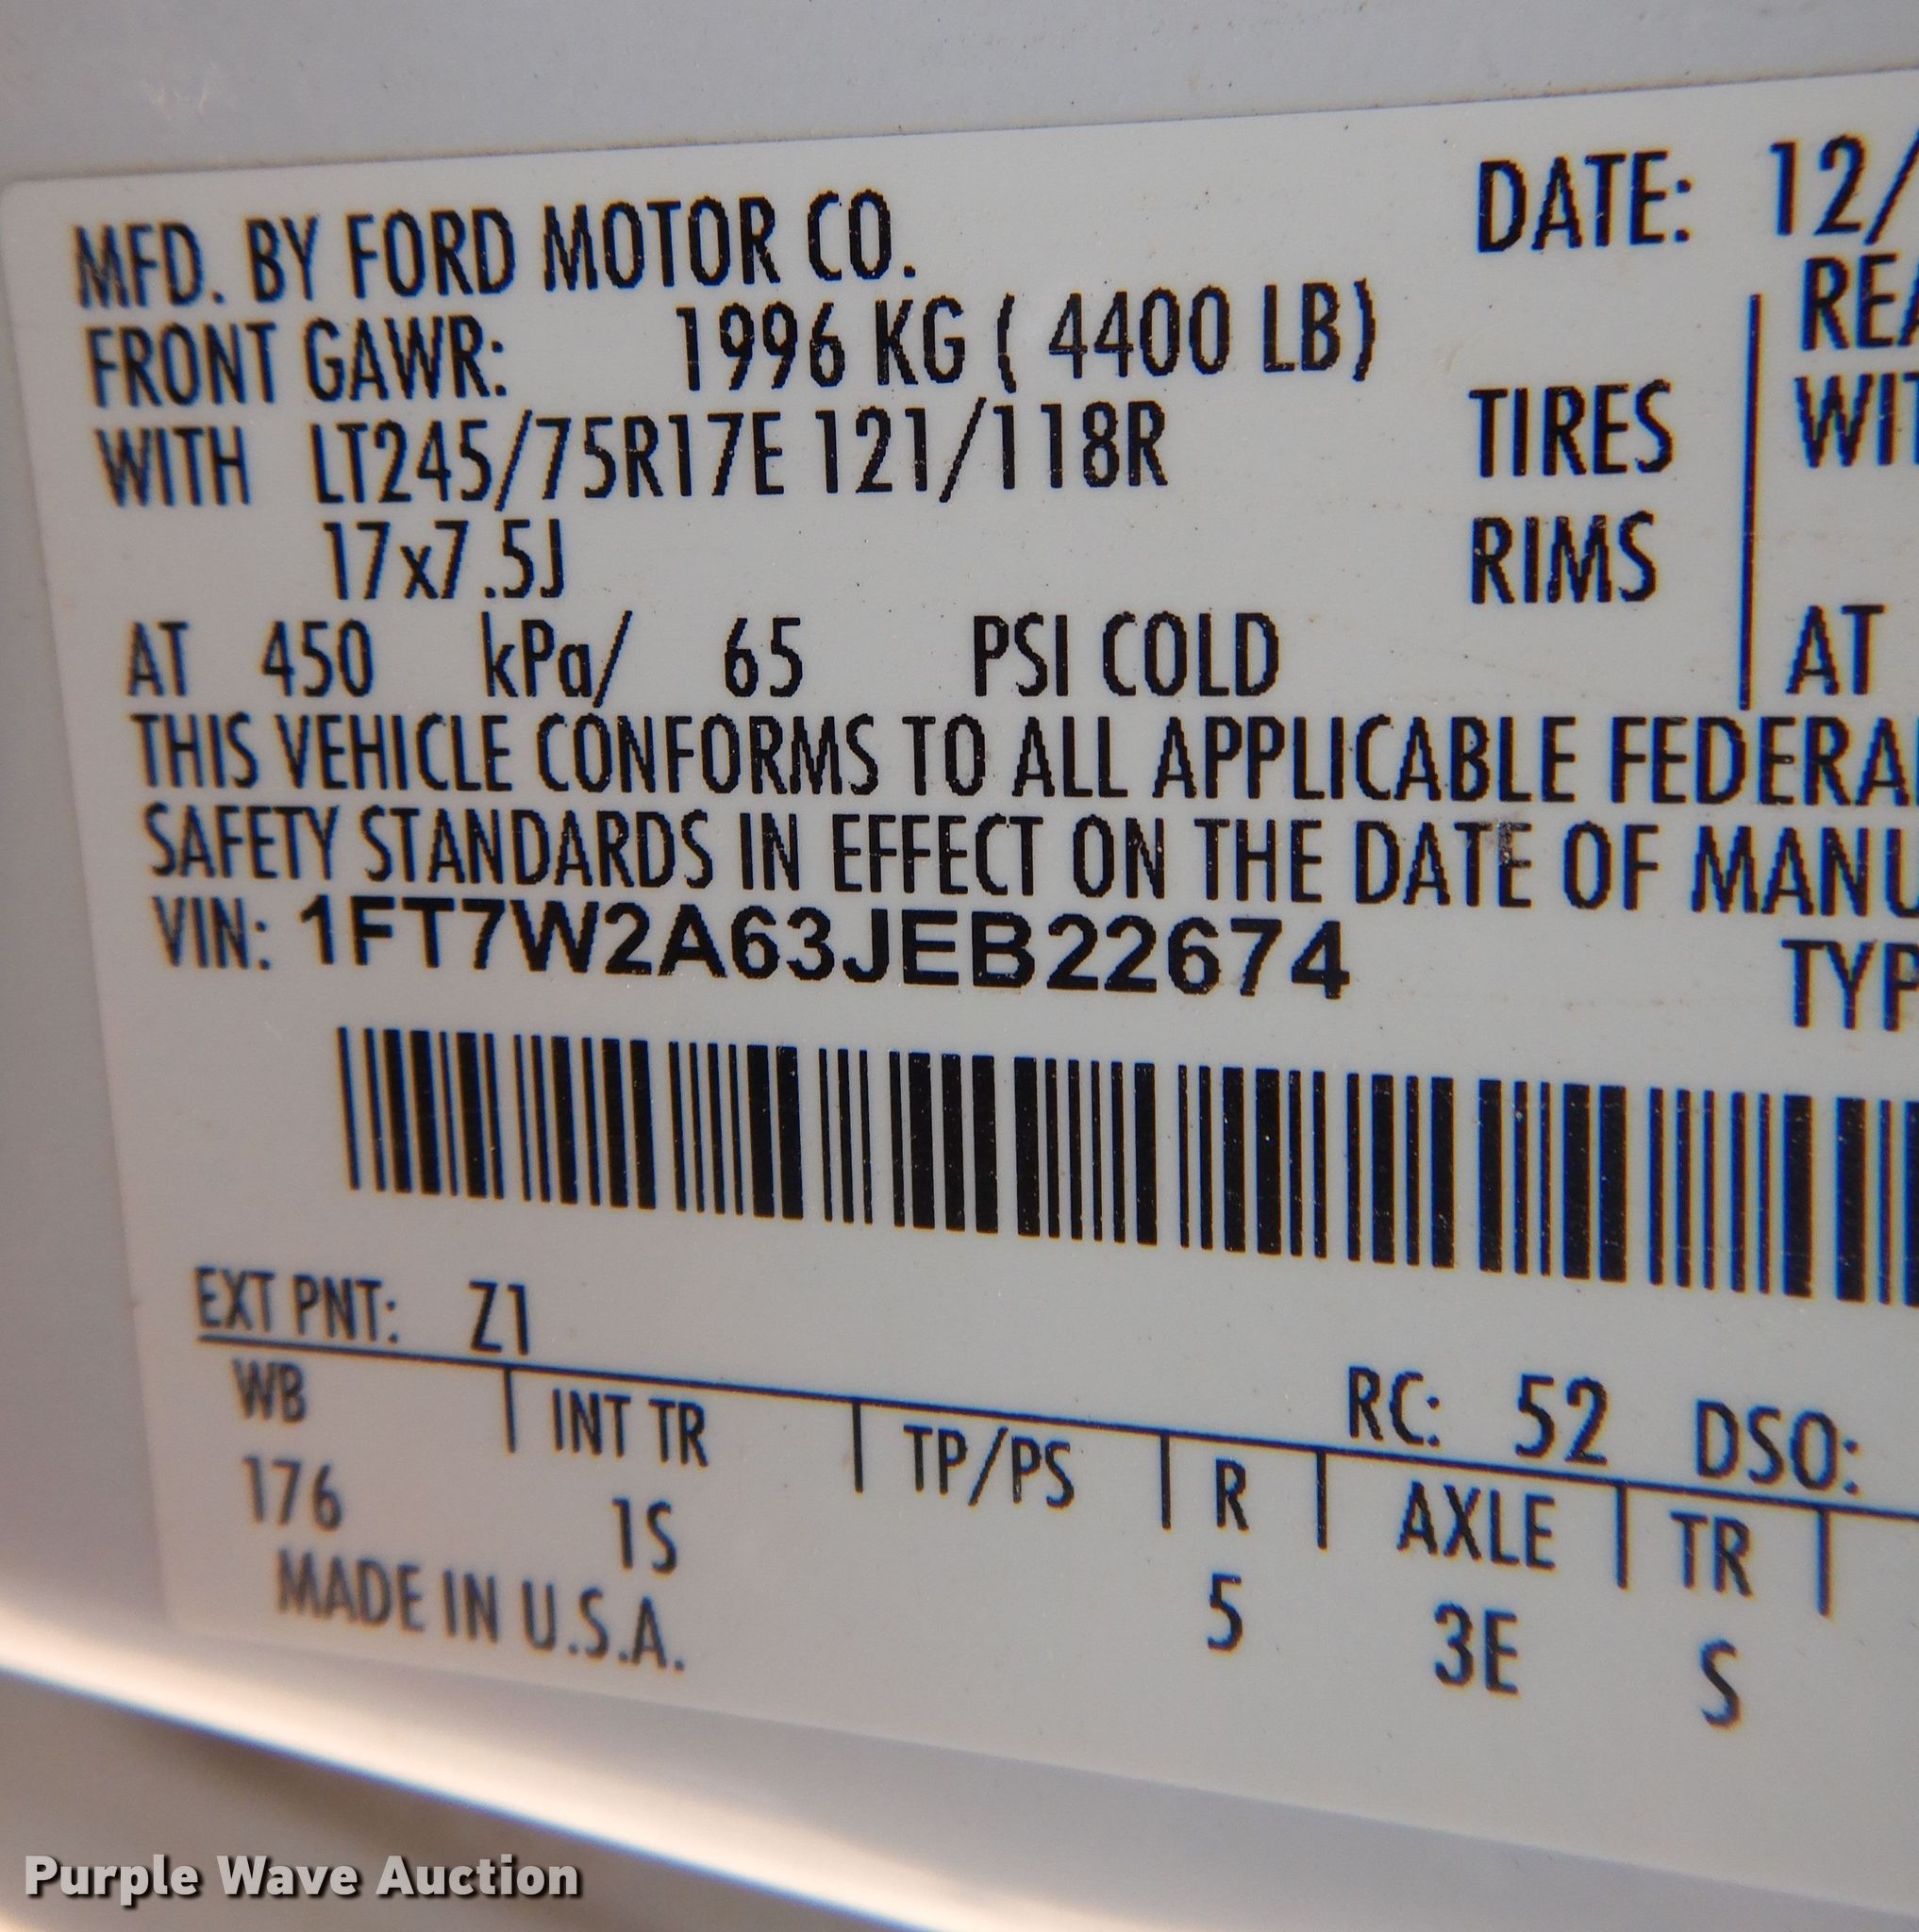 MFD. BY FORD MOTOR CO.
DATE: 12/
FRONT GAWR: 1996 KG ( 4400 LB)
WITH LT245/75R17E 121/118R TIRES
17x7.5J RIMS
AT 450 kPa/ 65 PSI COLD
AT
THIS VEHICLE CONFORMS TO ALL APPLICABLE FEDERAL
SAFETY STANDARDS IN EFFECT ON THE DATE OF MANU
VIN: 1FT7W2A63JEB22674
TYP
EXT PNT: Z1
RC: 52 DSO:
WB INT TR TP/PS R AXLE TR
176 1S 5 3E S
MADE IN U.S.A.
Purple Wave Auction